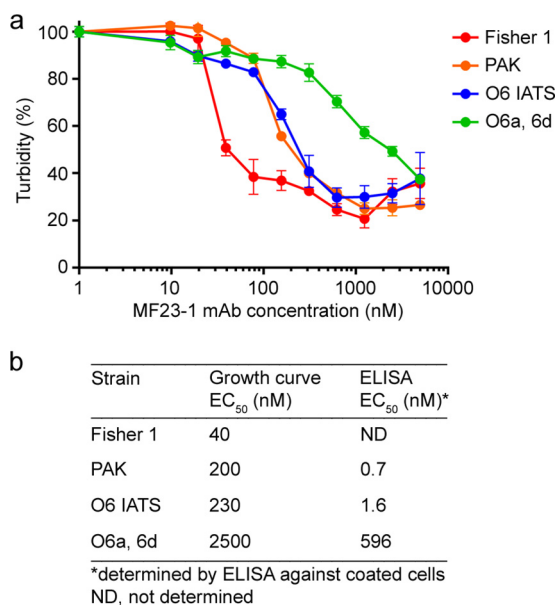 a
100
80
60
40
20
0
Turbidity (%)
1
10
100
1000
10000
MF23-1 mAb concentration (nM)
Fisher 1
PAK
O6 IATS
O6a, 6d
b
Strain Growth curve EC50 (nM) ELISA EC50 (nM)*
Fisher 1 40 ND
PAK 200 0.7
O6 IATS 230 1.6
O6a, 6d 2500 596
*determined by ELISA against coated cells
ND, not determined